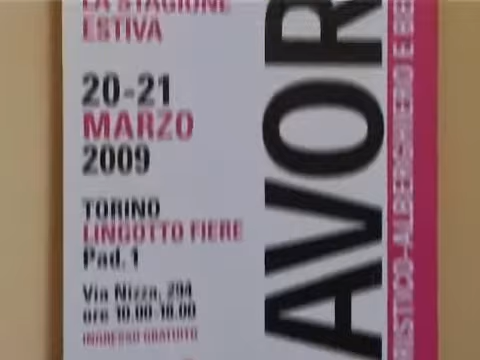 LA STAGIONE
ESTIVA
20-21
MARZO
2009
TORINO
LINGOTTO FIERE
Pad. 1
Via Nizza, 294
ore 10.00-18.00
INGRESSO GRATUITO
AVOR